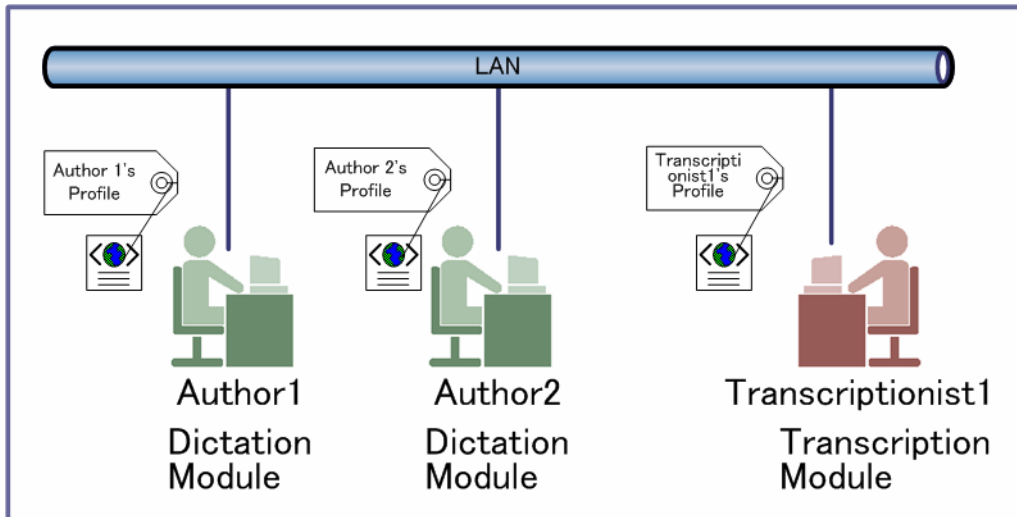 LAN
Author 1's
Profile
Author 2's
Profile
Transcripti
onist1's
Profile
Author1
Author2
Transcriptionist1
Dictation
Module
Dictation
Module
Transcription
Module